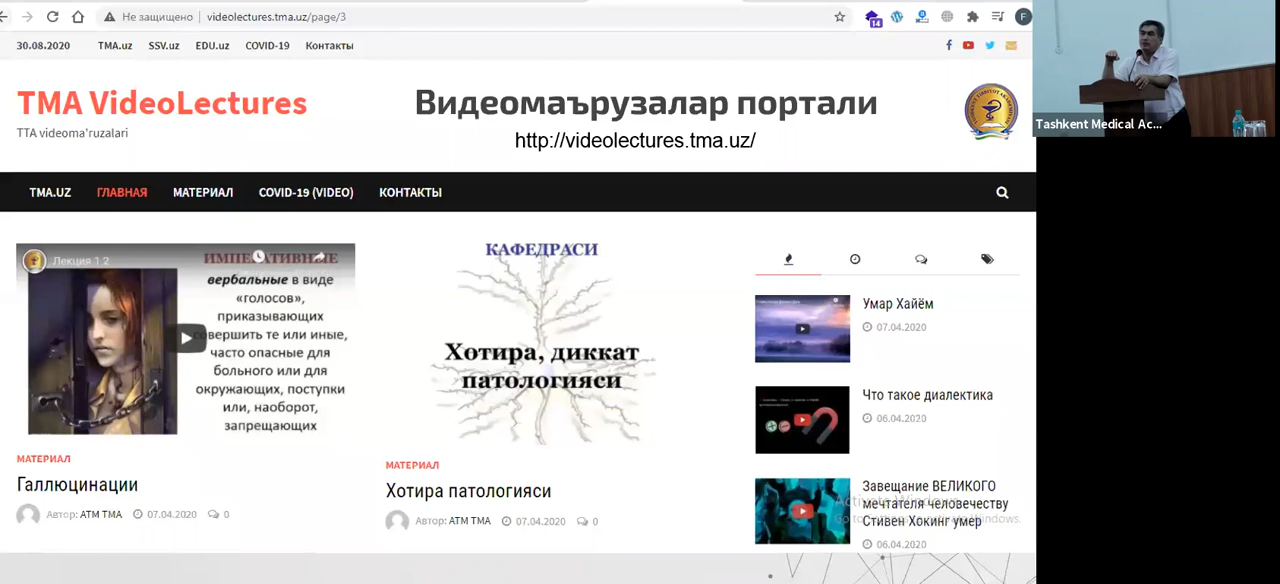 Не защищено
videolectures.tma.uz/page/3
14
F
30.08.2020
TMA.uz
SSV.uz
EDU.uz
COVID-19
Контакты
TMA VideoLectures
TTA videoma'ruzalari
Видеомаърузалар портали
http://videolectures.tma.uz/
Tashkent Medical Ac...
TMA.UZ
ГЛАВНАЯ
МАТЕРИАЛ
COVID-19 (VIDEO)
КОНТАКТЫ
Лекция 1 2
ИМПЕРАТИВНЫЕ
вербальные в виде
«голосов»,
приказывающих
совершить те или иные,
часто опасные для
больного или для
окружающих, поступки
или, наоборот,
запрещающих
МАТЕРИАЛ
Галлюцинации
Автор: ATM TMA
07.04.2020
0
КАФЕДРАСИ
Хотира, диккат
патологияси
МАТЕРИАЛ
Хотира патологияси
Автор: ATM TMA
07.04.2020
0
Умар Хайём
07.04.2020
Что такое диалектика
06.04.2020
Завещание ВЕЛИКОГО
мечтателя человечеству
Стивен Хокинг умер
06.04.2020
Activate Windows